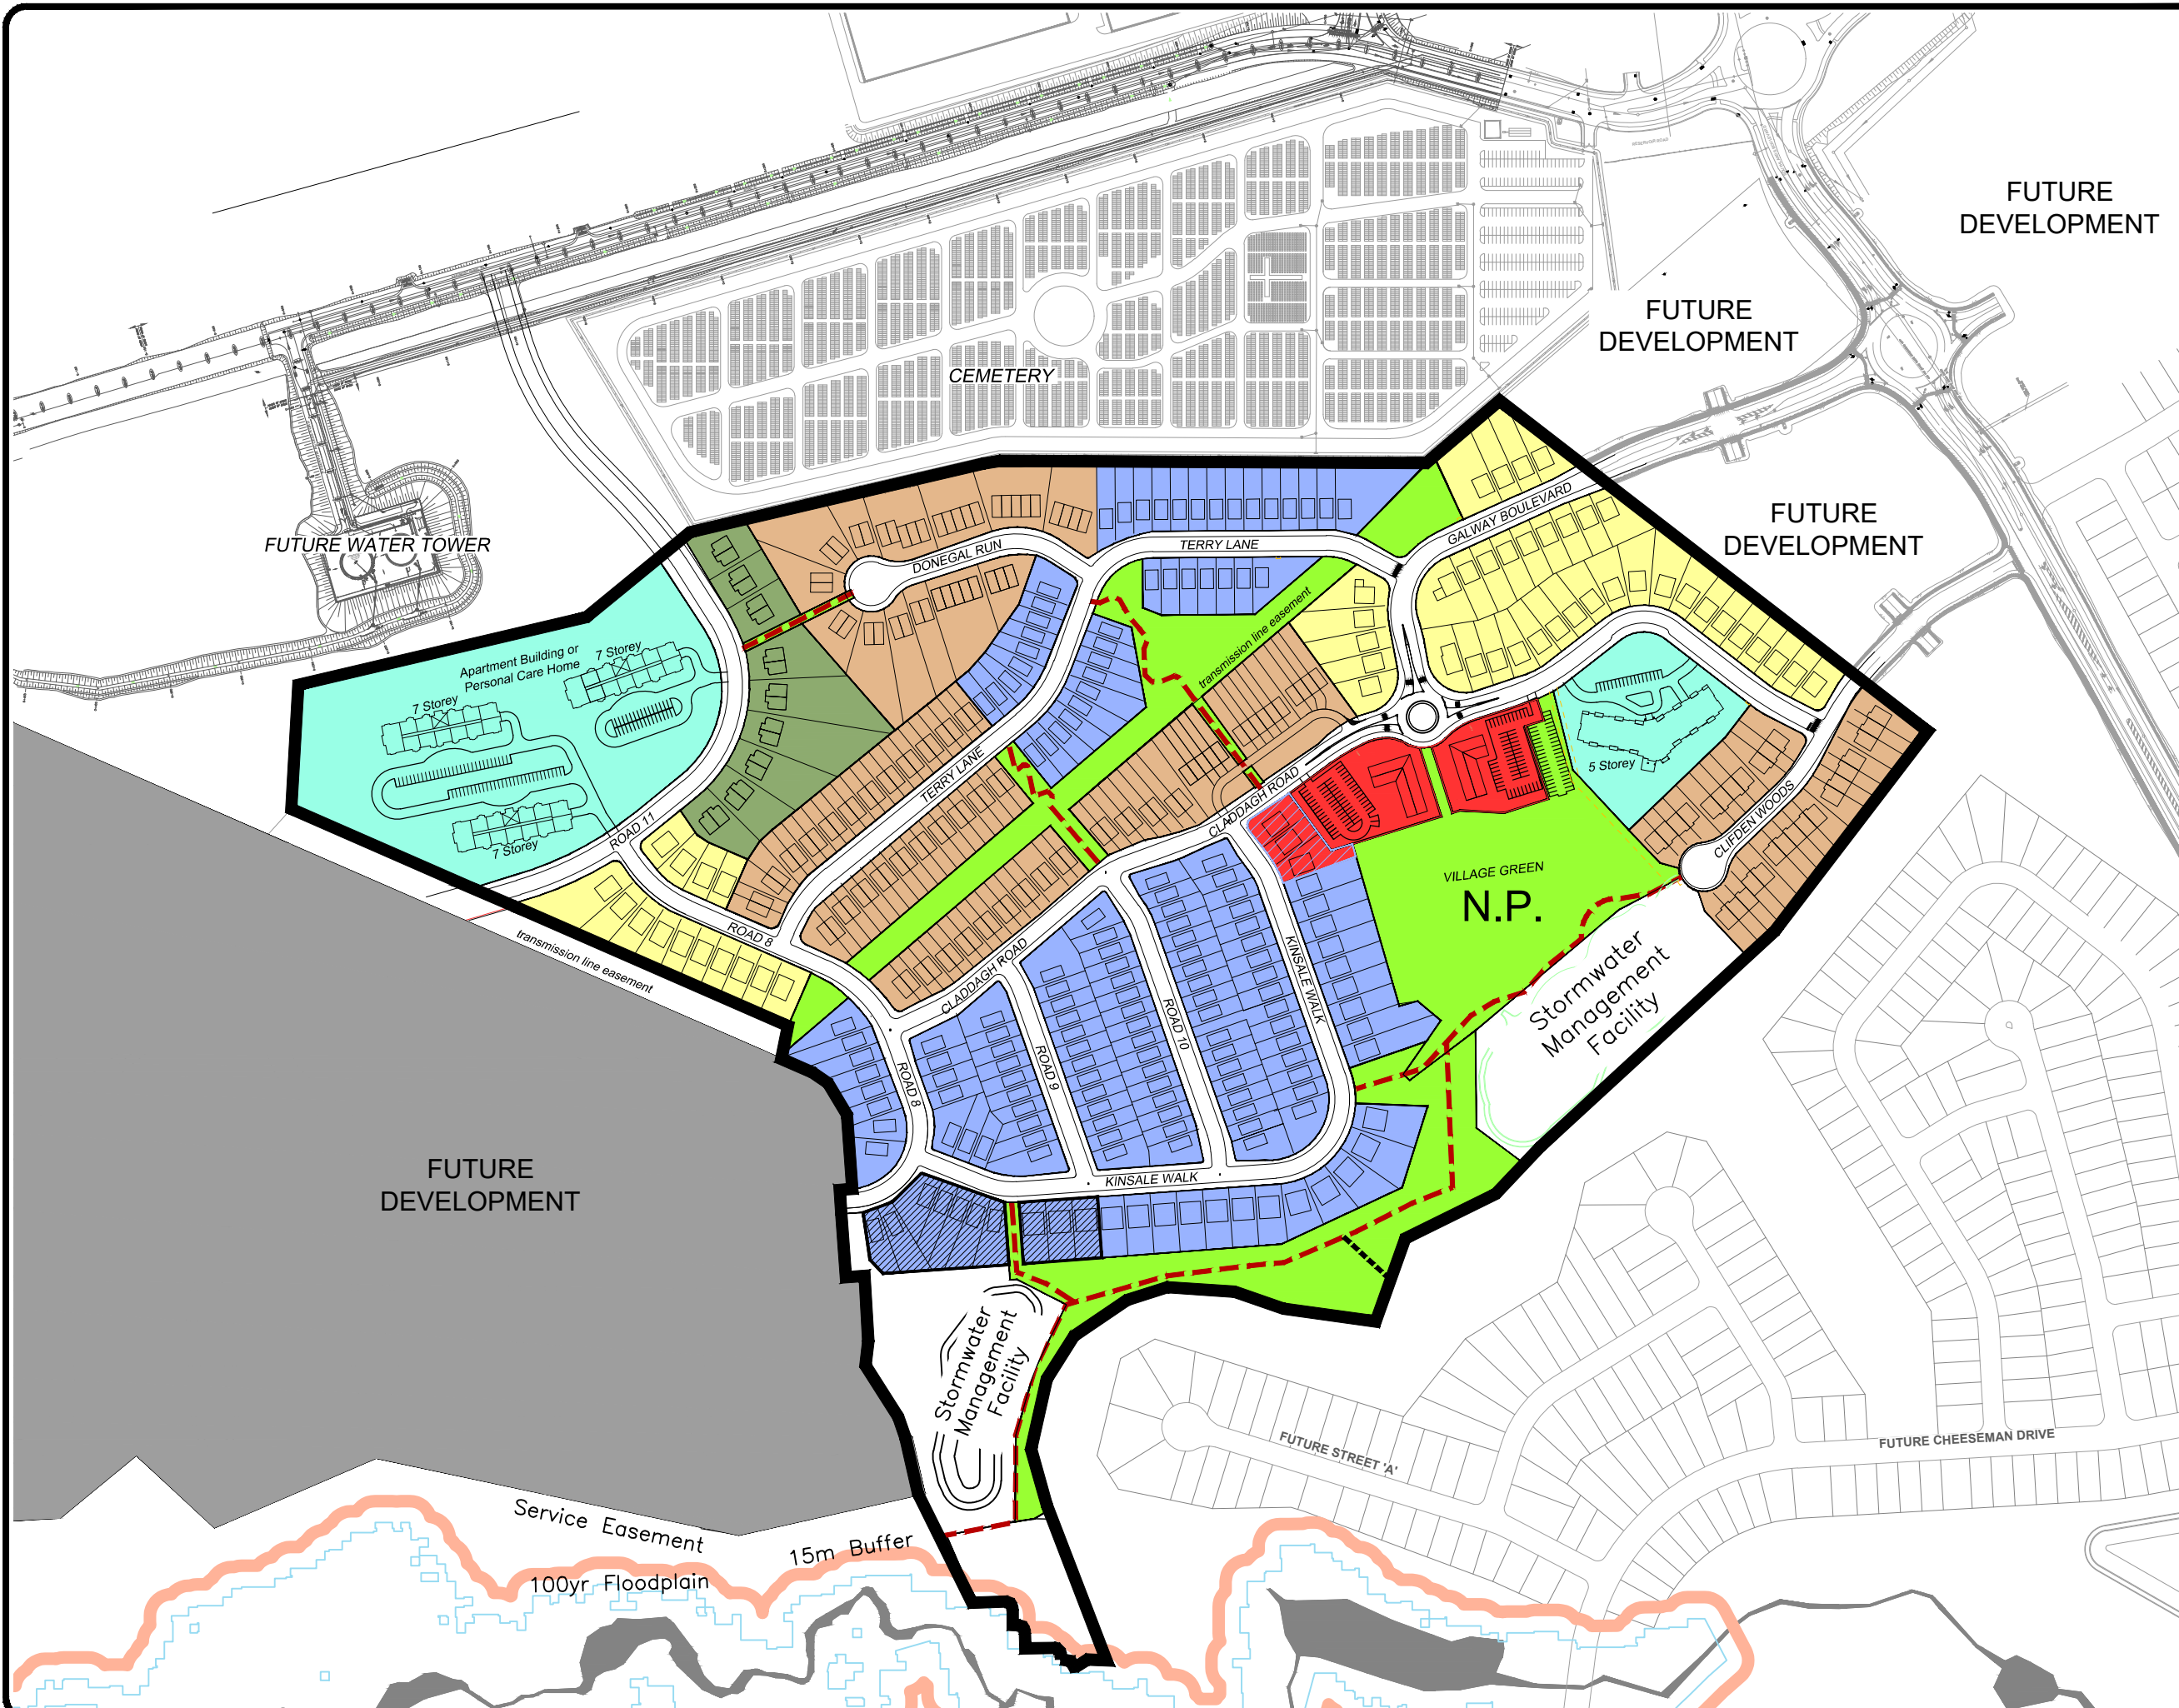 FUTURE
DEVELOPMENT
FUTURE
DEVELOPMENT
CEMETERY
FUTURE
DEVELOPMENT
GALWAY BOULEVARD
FUTURE WATER TOWER
TERRY LANE
DONEGAL RUN
transmission line easement
Apartment Building or
Personal Care Home
7 Storey
7 Storey
7 Storey
5 Storey
TERRY LANE
CLADDAGH ROAD
CLIFDEN WOODS
ROAD 11
VILLAGE GREEN
N.P.
ROAD 8
transmission line easement
CLADDAGH ROAD
KINSALE WALK
Stormwater
Management
Facility
ROAD 10
ROAD 9
ROAD 8
KINSALE WALK
FUTURE
DEVELOPMENT
Stormwater
Management
Facility
FUTURE STREET 'A'
FUTURE CHEESEMAN DRIVE
Service Easement
15m Buffer
100yr Floodplain